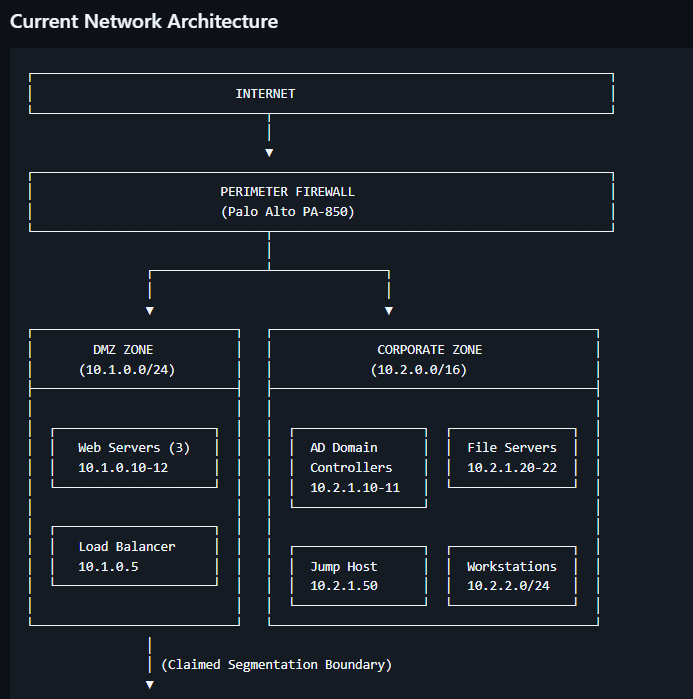 Current Network Architecture
INTERNET
PERIMETER FIREWALL
(Palo Alto PA-850)
DMZ ZONE
(10.1.0.0/24)
Web Servers (3)
10.1.0.10-12
Load Balancer
10.1.0.5
CORPORATE ZONE
(10.2.0.0/16)
AD Domain
Controllers
10.2.1.10-11
File Servers
10.2.1.20-22
Jump Host
10.2.1.50
Workstations
10.2.2.0/24
(Claimed Segmentation Boundary)